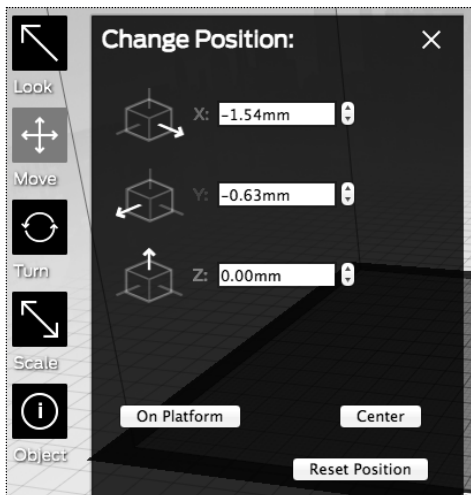 Change Position:
Look
X: -1.54mm
Move
Y: -0.63mm
Turn
Z: 0.00mm
Scale
On Platform
Center
Object
Reset Position